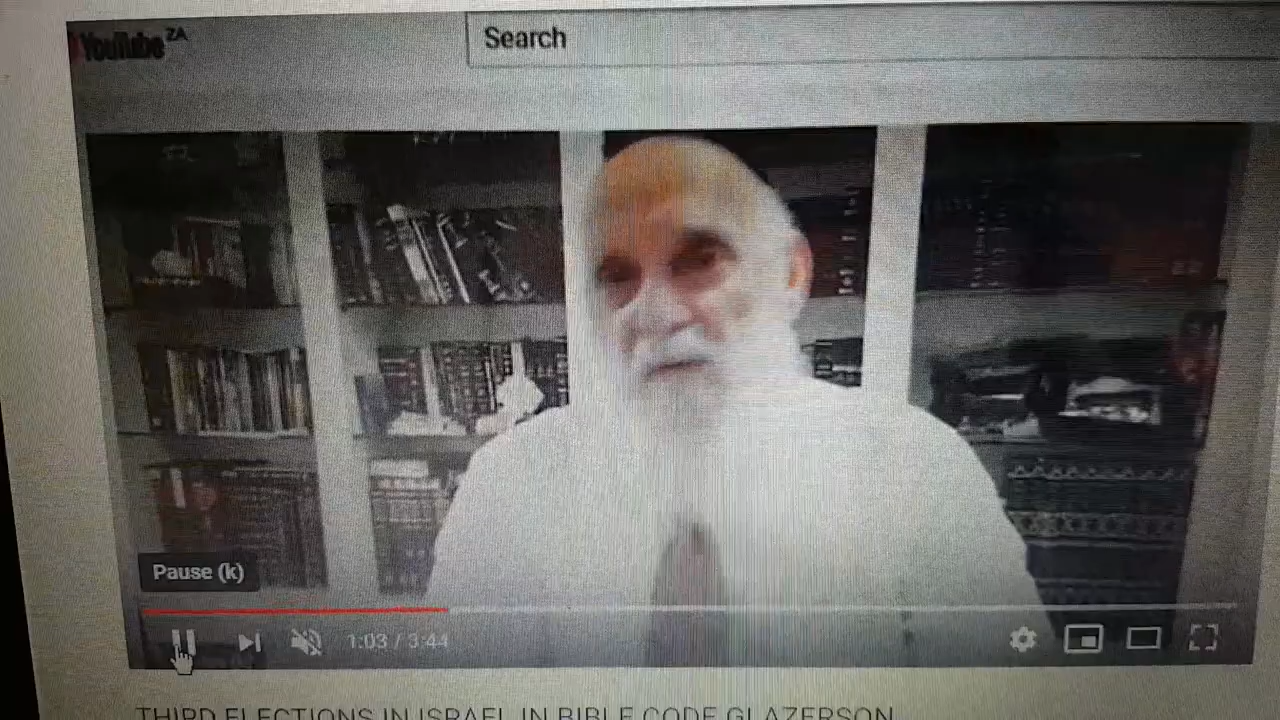 YouTube ZA
Search
Pause (k)
1:03 / 3:44
THIRD ELECTIONS IN ISRAEL IN BIBLE CODE GLAZERSON